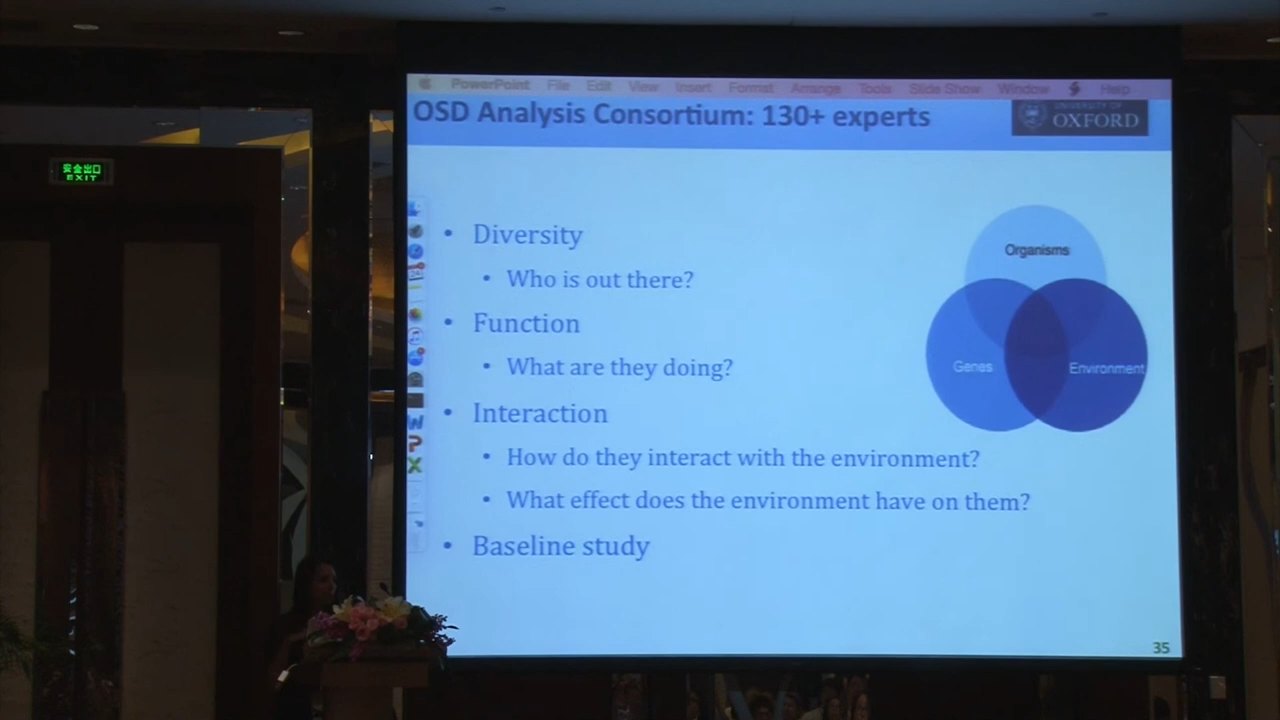 PowerPoint File Edit View Insert Format Arrange Tools Slide Show Window Help
OSD Analysis Consortium: 130+ experts
UNIVERSITY OF
OXFORD
安全出口
EXIT
• Diversity
• Who is out there?
• Function
• What are they doing?
• Interaction
• How do they interact with the environment?
• What effect does the environment have on them?
• Baseline study
Organisms
Genes
Environment
35